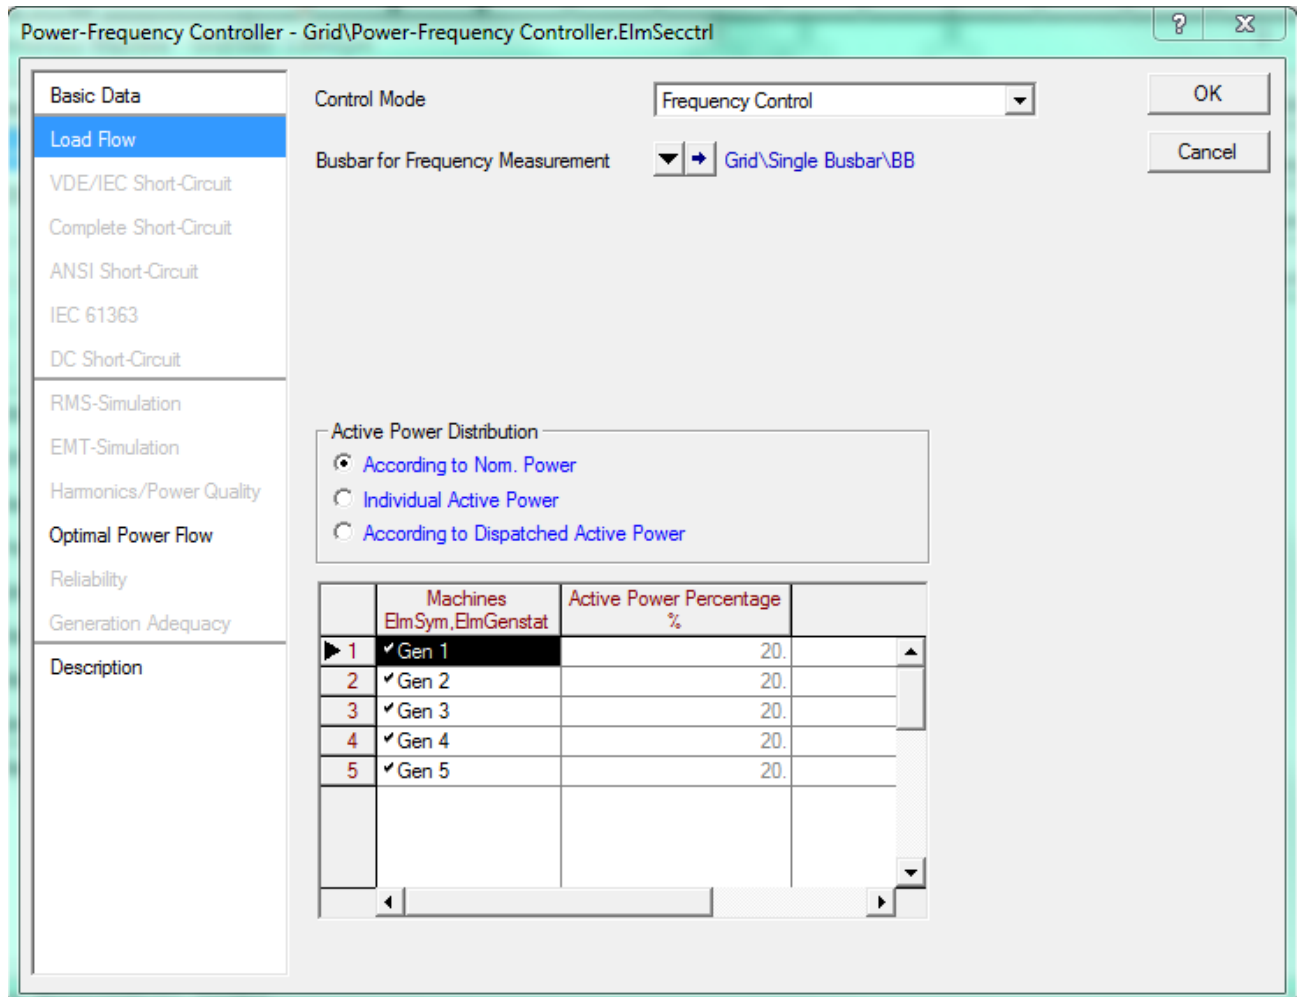 Power-Frequency Controller - Grid\Power-Frequency Controller.ElmSecctrl
Basic Data
Load Flow
VDE/IEC Short-Circuit
Complete Short-Circuit
ANSI Short-Circuit
IEC 61363
DC Short-Circuit
RMS-Simulation
EMT-Simulation
Harmonics/Power Quality
Optimal Power Flow
Reliability
Generation Adequacy
Description
Control Mode
Frequency Control
Busbar for Frequency Measurement
Grid\Single Busbar\BB
OK
Cancel
Active Power Distribution
According to Nom. Power
Individual Active Power
According to Dispatched Active Power
Machines
ElmSym,ElmGenstat
Active Power Percentage
%
1 Gen 1 20.
2 Gen 2 20.
3 Gen 3 20.
4 Gen 4 20.
5 Gen 5 20.